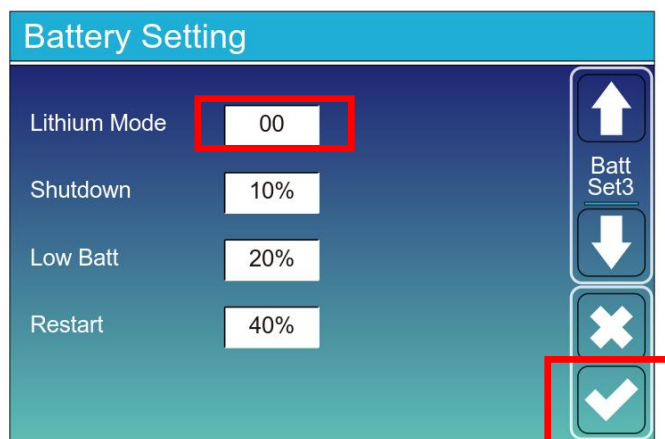 Battery Setting
Lithium Mode 00
Shutdown 10%
Low Batt 20%
Restart 40%
Batt
Set3